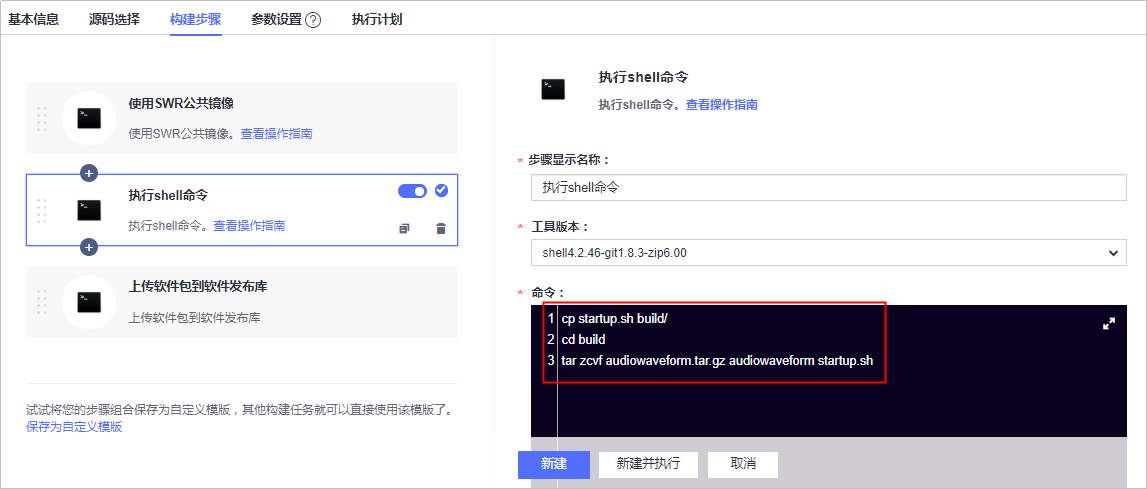 基本信息 源码选择 构建步骤 参数设置 ? 执行计划
使用SWR公共镜像
使用SWR公共镜像。查看操作指南
执行shell命令
执行shell命令。查看操作指南
上传软件包到软件发布库
上传软件包到软件发布库
试试将您的步骤组合保存为自定义模版，其他构建任务就可以直接使用该模版了。
保存为自定义模版
执行shell命令
执行shell命令。查看操作指南
* 步骤显示名称：
执行shell命令
* 工具版本：
shell4.2.46-git1.8.3-zip6.00
* 命令：
1 cp startup.sh build/
2 cd build
3 tar zcvf audiowaveform.tar.gz audiowaveform startup.sh
新建 新建并执行 取消